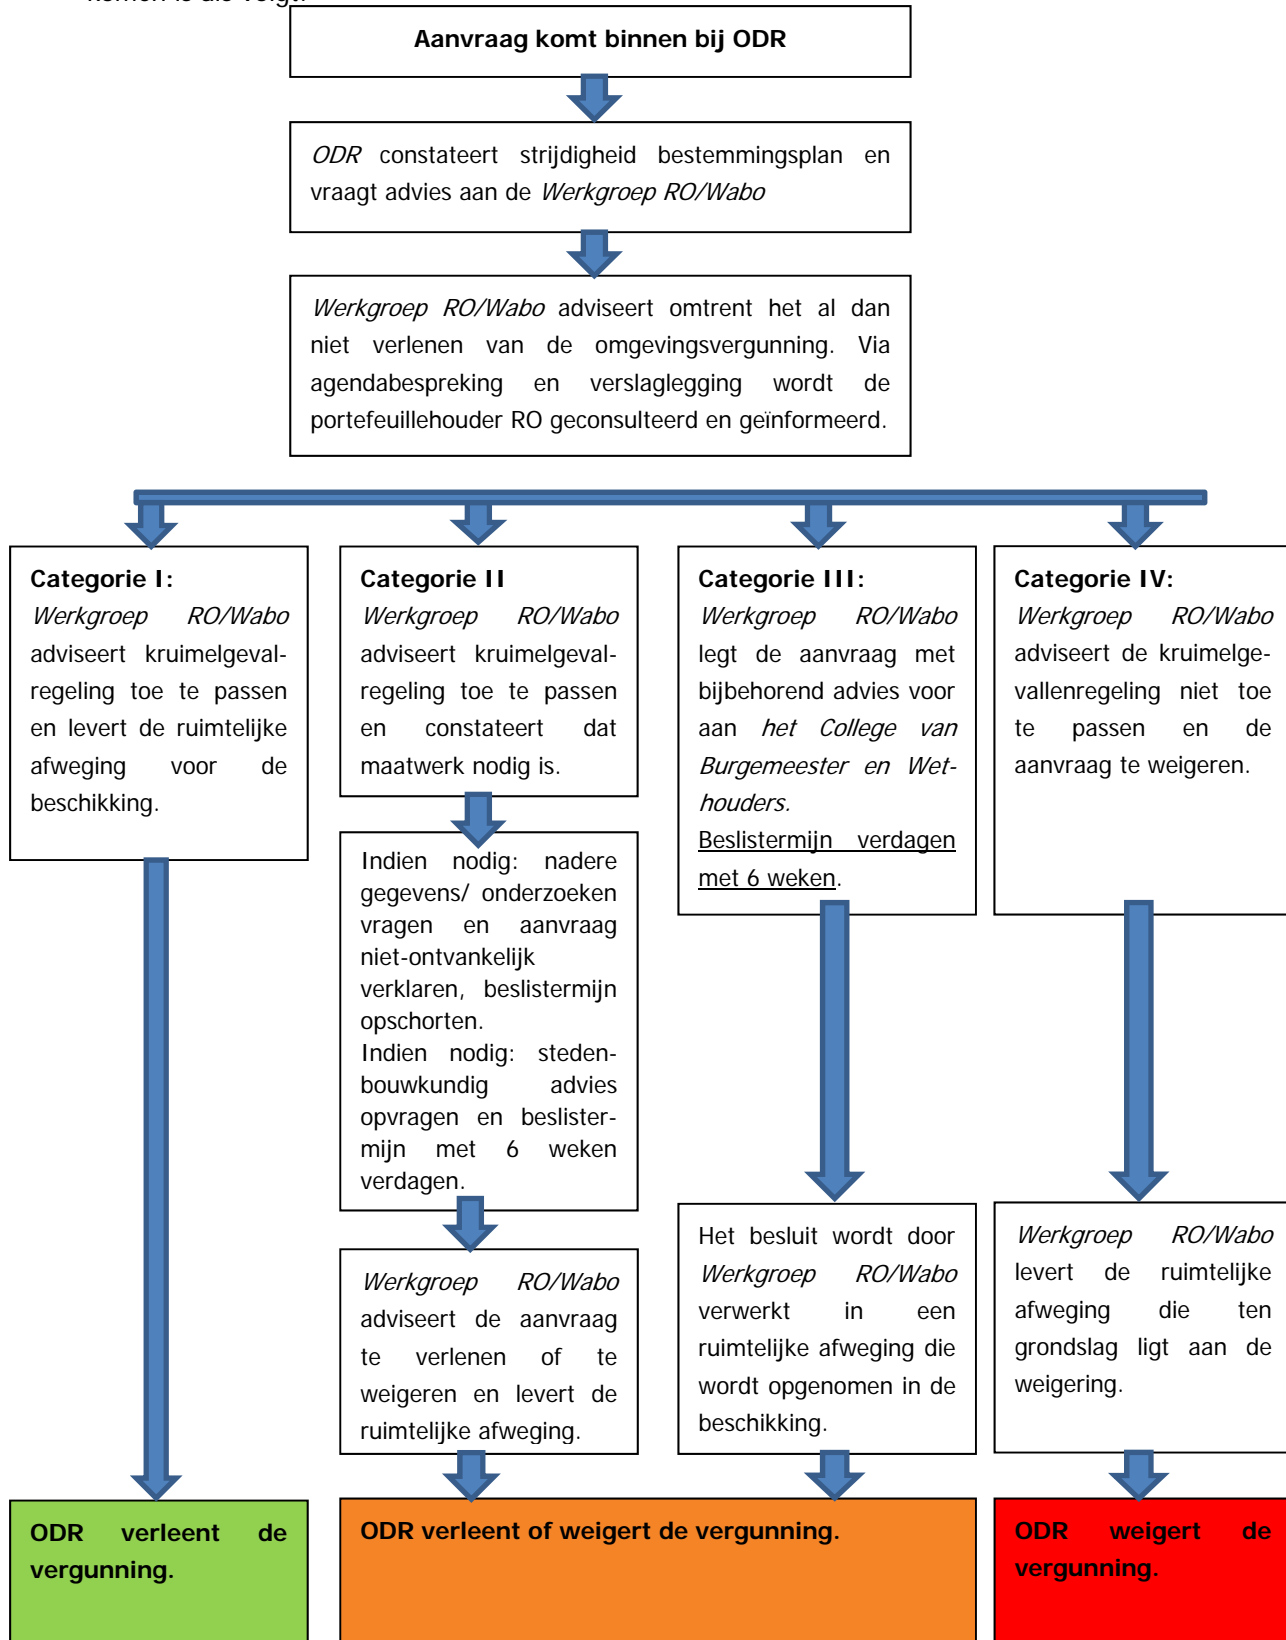 komen is als volgt:
Aanvraag komt binnen bij ODR
ODR constateert strijdigheid bestemmingsplan en
vraagt advies aan de Werkgroep RO/Wabo
Werkgroep RO/Wabo adviseert omtrent het al dan
niet verlenen van de omgevingsvergunning. Via
agendabespreking en verslaglegging wordt de
portefeuillehouder RO geconsulteerd en geïnformeerd.
Categorie I:
Werkgroep RO/Wabo
adviseert kruimelgeval-
regeling toe te passen
en levert de ruimtelijke
afweging voor de
beschikking.
Categorie II
Werkgroep RO/Wabo
adviseert kruimelgeval-
regeling toe te passen
en constateert dat
maatwerk nodig is.
Categorie III:
Werkgroep RO/Wabo
legt de aanvraag met
bijbehorend advies voor
aan het College van
Burgemeester en Wet-
houders.
Beslistermijn verdagen
met 6 weken.
Categorie IV:
Werkgroep RO/Wabo
adviseert de kruimelge-
vallenregeling niet toe
te passen en de
aanvraag te weigeren.
Indien nodig: nadere
gegevens/ onderzoeken
vragen en aanvraag
niet-ontvankelijk
verklaren, beslistermijn
opschorten.
Indien nodig: steden-
bouwkundig advies
opvragen en beslister-
mijn met 6 weken
verdagen.
Werkgroep RO/Wabo
adviseert de aanvraag
te verlenen of te
weigeren en levert de
ruimtelijke afweging.
Het besluit wordt door
Werkgroep RO/Wabo
verwerkt in een
ruimtelijke afweging die
wordt opgenomen in de
beschikking.
Werkgroep RO/Wabo
levert de ruimtelijke
afweging die ten
grondslag ligt aan de
weigering.
ODR verleent de
vergunning.
ODR verleent of weigert de vergunning.
ODR weigert de
vergunning.